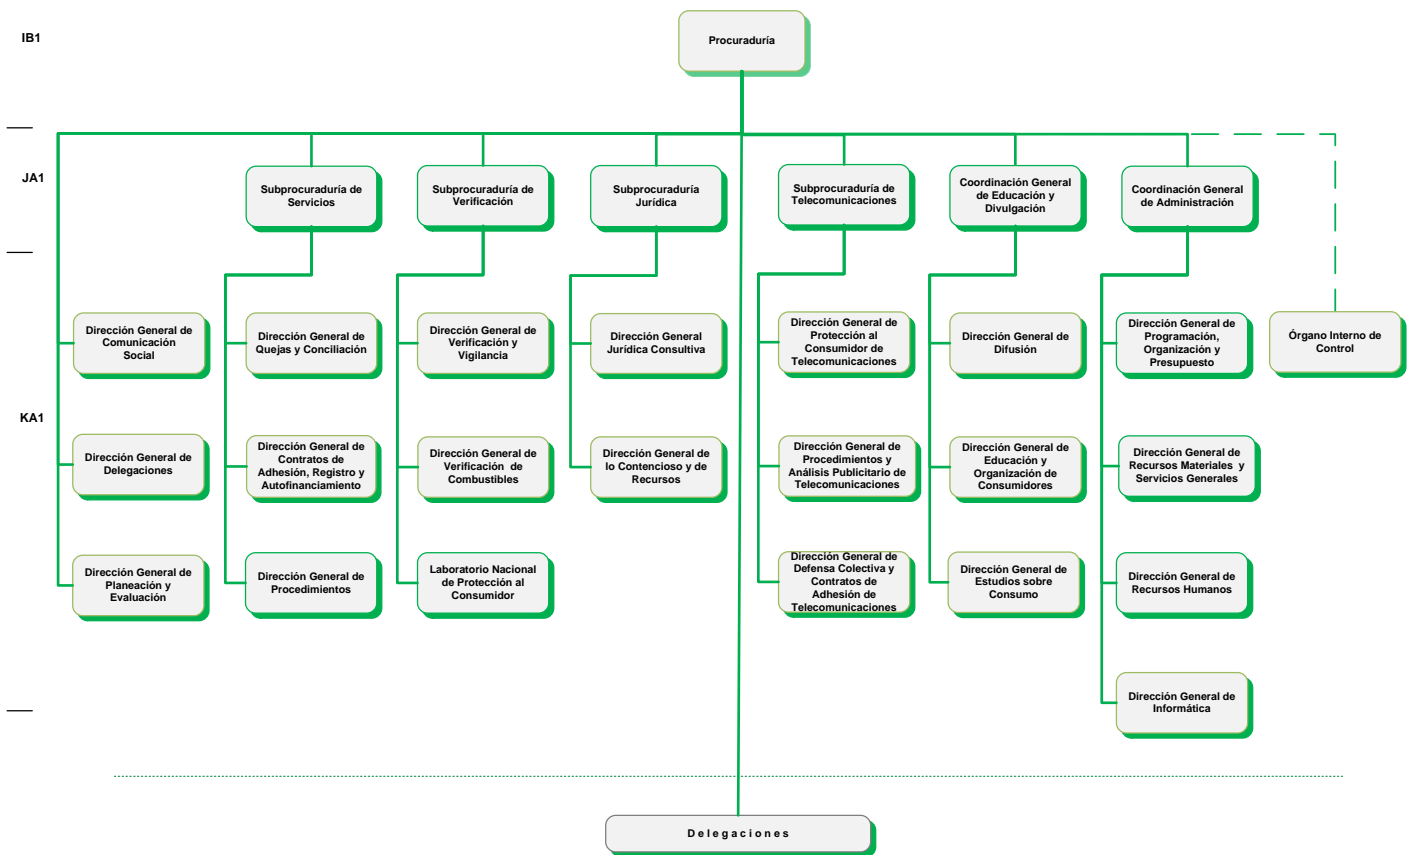 IB1
Procuraduría
JA1
Subprocuraduría de
Servicios
Subprocuraduría de
Verificación
Subprocuraduría
Jurídica
Subprocuraduría de
Telecomunicaciones
Coordinación General
de Educación y
Divulgación
Coordinación General
de Administración
Dirección General de
Comunicación
Social
Dirección General de
Quejas y Conciliación
Dirección General de
Verificación y
Vigilancia
Dirección General
Jurídica Consultiva
Dirección General de
Protección al
Consumidor de
Telecomunicaciones
Dirección General de
Difusión
Dirección General de
Programación,
Organización y
Presupuesto
Órgano Interno de
Control
KA1
Dirección General de
Delegaciones
Dirección General de
Contratos de
Adhesión, Registro y
Autofinanciamiento
Dirección General de
Verificación de
Combustibles
Dirección General de
lo Contencioso y de
Recursos
Dirección General de
Procedimientos y
Análisis Publicitario de
Telecomunicaciones
Dirección General de
Educación y
Organización de
Consumidores
Dirección General de
Recursos Materiales y
Servicios Generales
Dirección General de
Planeación y
Evaluación
Dirección General de
Procedimientos
Laboratorio Nacional
de Protección al
Consumidor
Dirección General de
Defensa Colectiva y
Contratos de
Adhesión de
Telecomunicaciones
Dirección General de
Estudios sobre
Consumo
Dirección General de
Recursos Humanos
Dirección General de
Informática
Delegaciones